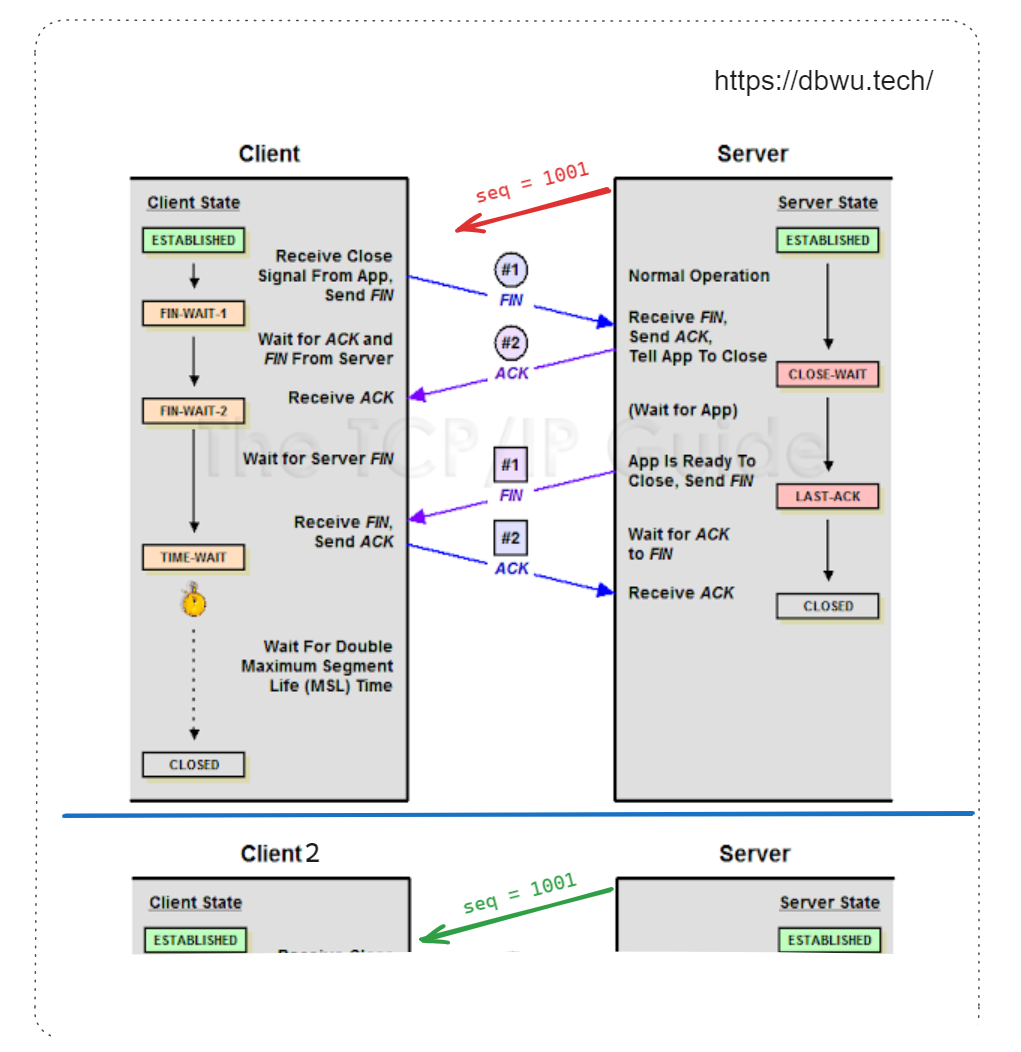 https://dbwu.tech/
Client
Server
seq = 1001
Client State
Server State
ESTABLISHED
ESTABLISHED
Receive Close
Signal From App,
Send FIN
#1
FIN
Normal Operation
FIN-WAIT-1
Receive FIN,
Send ACK,
Tell App To Close
Wait for ACK and
FIN From Server
#2
ACK
CLOSE-WAIT
Receive ACK
FIN-WAIT-2
(Wait for App)
The TCP/IP Guide
Wait for Server FIN
#1
FIN
App Is Ready To
Close, Send FIN
LAST-ACK
Receive FIN,
Send ACK
#2
ACK
Wait for ACK
to FIN
TIME-WAIT
Receive ACK
CLOSED
Wait For Double
Maximum Segment
Life (MSL) Time
CLOSED
Client 2
Server
seq = 1001
Client State
Server State
ESTABLISHED
ESTABLISHED